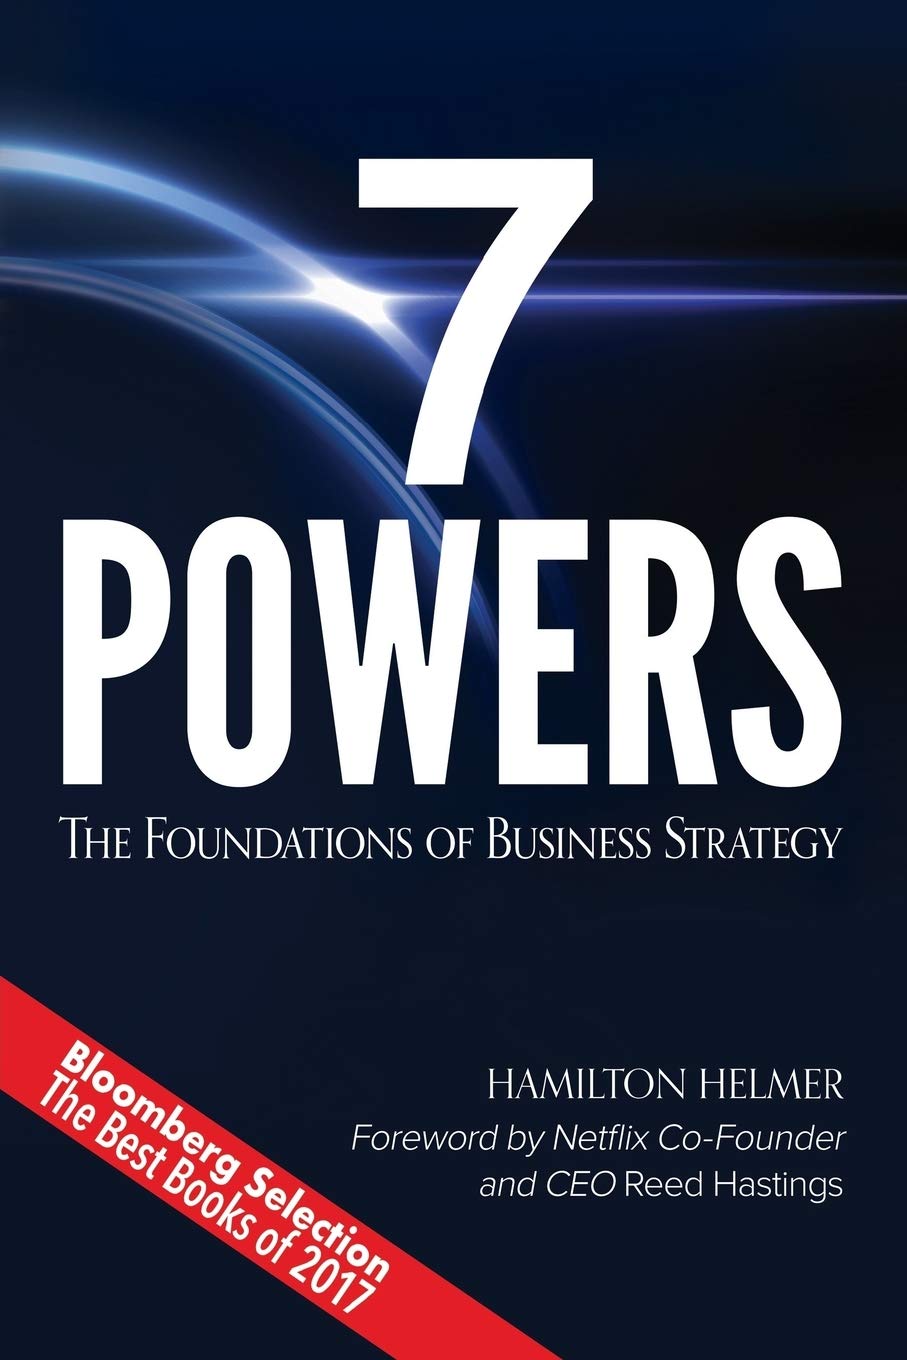 7
POWERS
THE FOUNDATIONS OF BUSINESS STRATEGY
HAMILTON HELMER
Foreword by Netflix Co-Founder
and CEO Reed Hastings
Bloomberg Selection
The Best Books of 2017